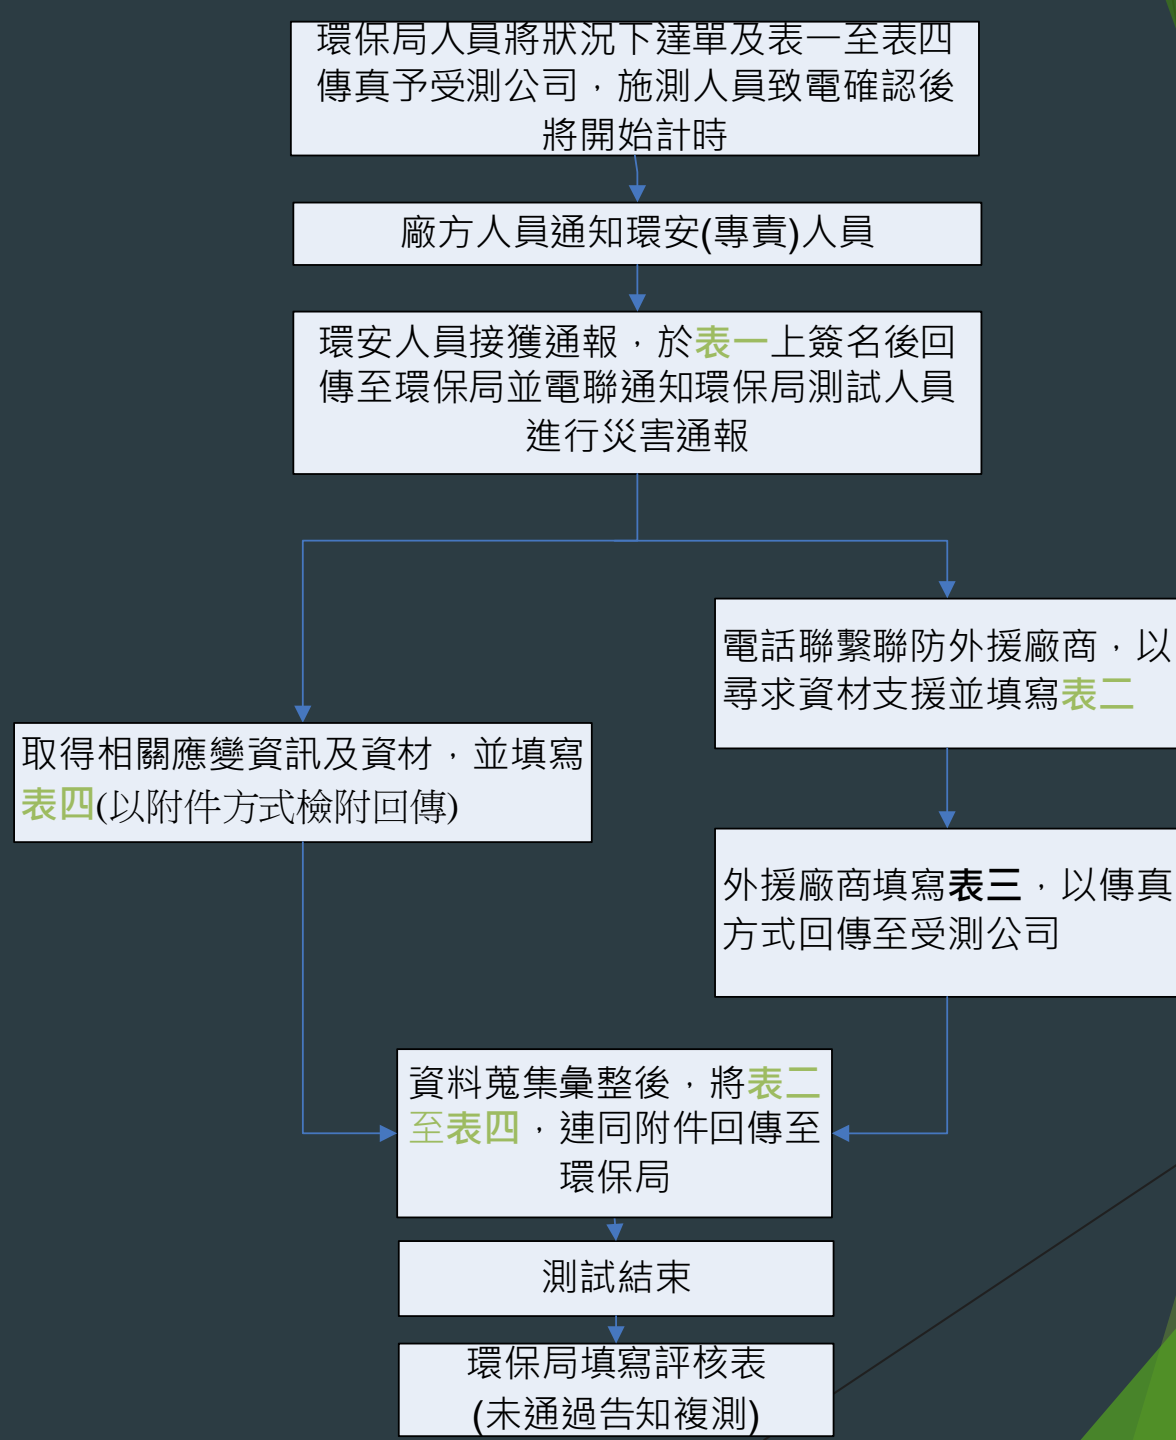 環保局人員將狀況下達單及表一至表四
傳真予受測公司，施測人員致電確認後
將開始計時
廠方人員通知環安(專責)人員
環安人員接獲通報，於表一上簽名後回
傳至環保局並電聯通知環保局測試人員
進行災害通報
電話聯繫聯防外援廠商，以
尋求資材支援並填寫表二
取得相關應變資訊及資材，並填寫
表四(以附件方式檢附回傳)
外援廠商填寫表三，以傳真
方式回傳至受測公司
資料蒐集彙整後，將表二
至表四，連同附件回傳至
環保局
測試結束
環保局填寫評核表
(未通過告知複測)